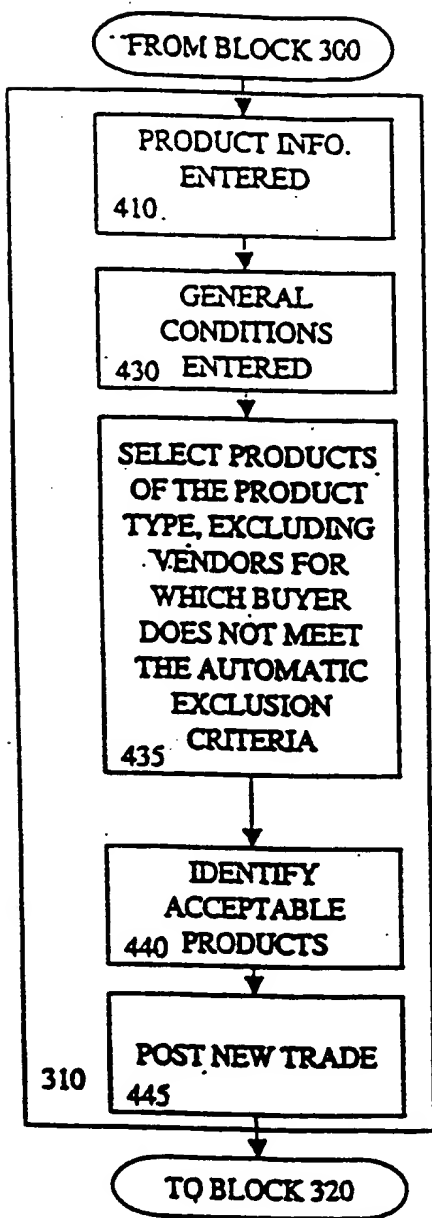 FROM BLOCK 300
PRODUCT INFO.
ENTERED
410
GENERAL
CONDITIONS
ENTERED
430
SELECT PRODUCTS
OF THE PRODUCT
TYPE, EXCLUDING
VENDORS FOR
WHICH BUYER
DOES NOT MEET
THE AUTOMATIC
EXCLUSION
CRITERIA
435
IDENTIFY
ACCEPTABLE
PRODUCTS
440
POST NEW TRADE
310
445
TO BLOCK 320